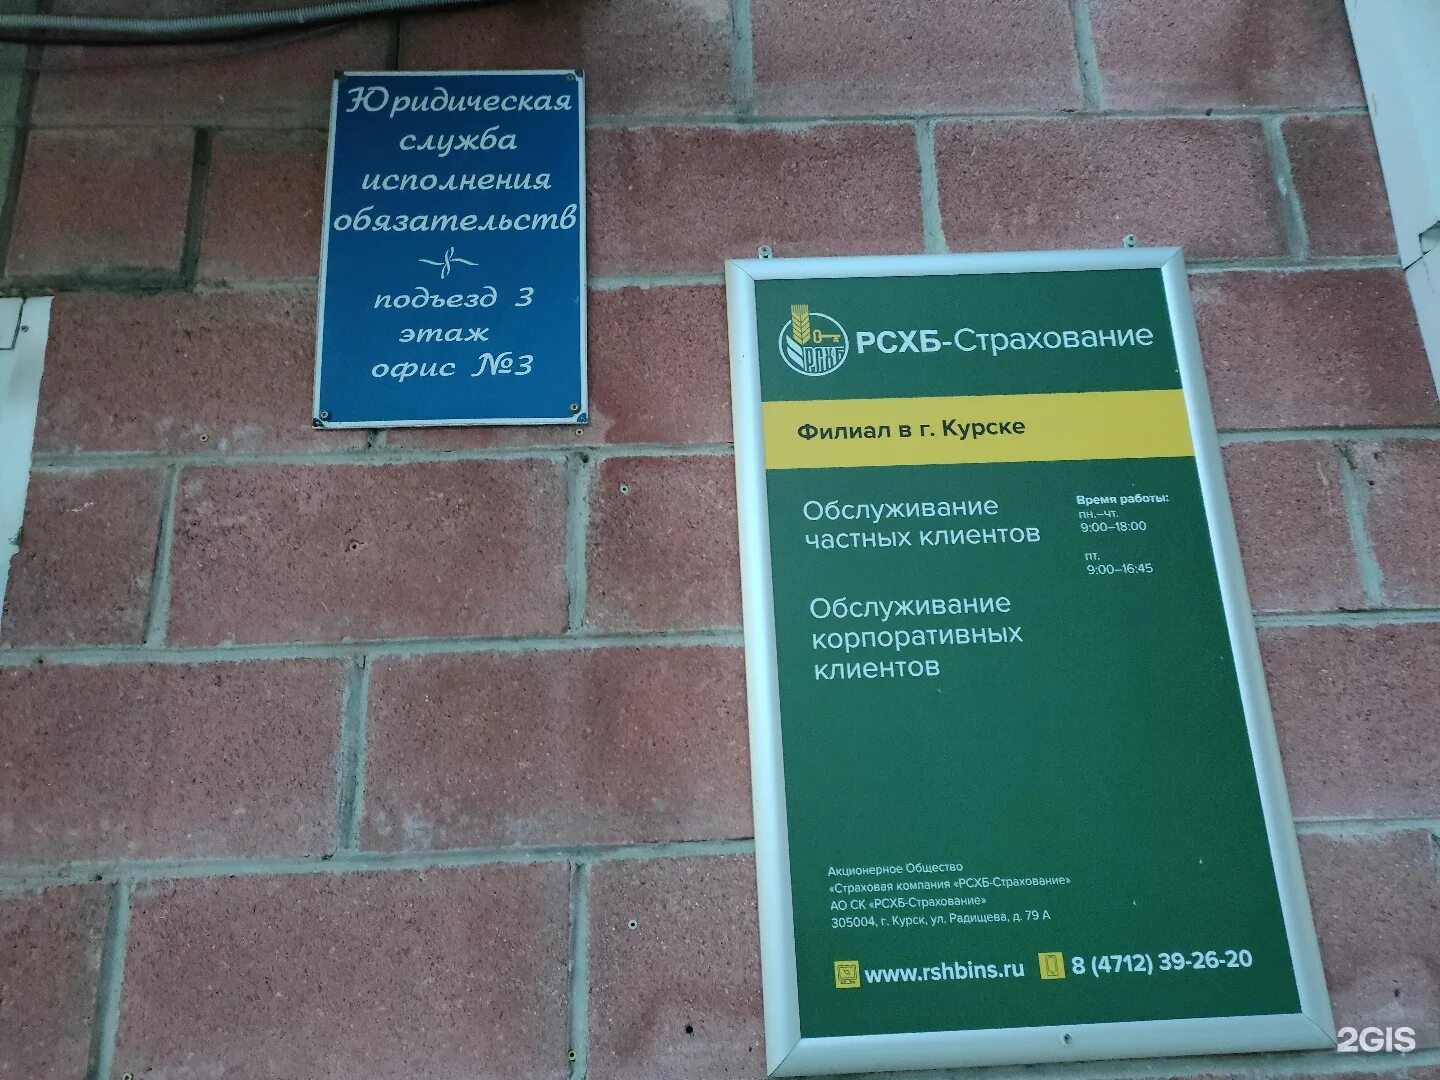 Юридическая
служба
исполнения
обязательств
подъезд 3
этаж
офис №3
РСХБ
РСХБ-Страхование
Филиал в г. Курске
Обслуживание
частных клиентов
Время работы:
пн.–чт.
9:00–18:00
пт.
9:00–16:45
Обслуживание
корпоративных
клиентов
Акционерное Общество
«Страховая компания «РСХБ-Страхование»
АО СК «РСХБ-Страхование»
305004, г. Курск, ул. Радищева, д. 79 А
www.rshbins.ru
8 (4712) 39-26-20
2GIS